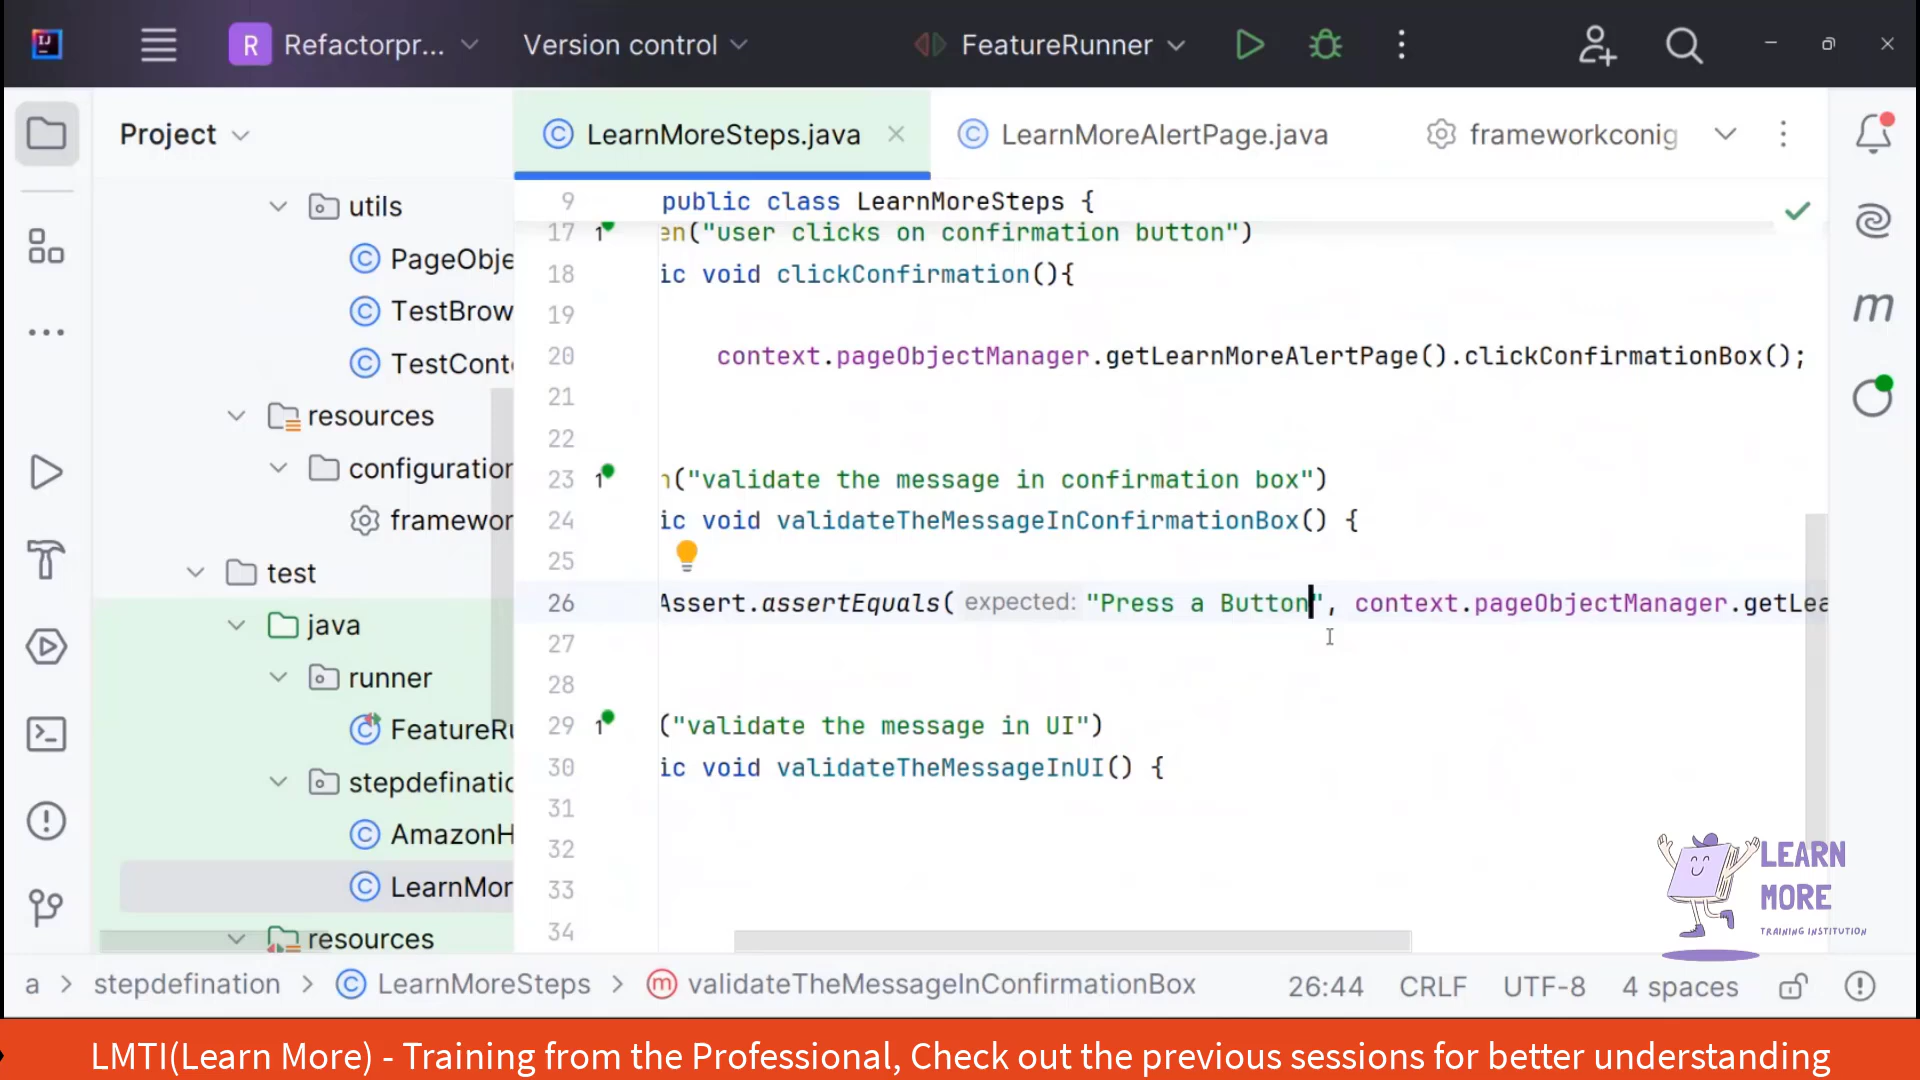 R Refactorpr...
Version control
FeatureRunner
Project
LearnMoreSteps.java
LearnMoreAlertPage.java
frameworkconig
utils
PageObje
TestBrow
TestCont
resources
configuration
framewor
test
java
runner
FeatureRu
stepdefinatio
AmazonH
LearnMor
resources
9 public class LearnMoreSteps {
17 en("user clicks on confirmation button")
18 ic void clickConfirmation(){
19
20 context.pageObjectManager.getLearnMoreAlertPage().clickConfirmationBox();
21
22
23 n("validate the message in confirmation box")
24 ic void validateTheMessageInConfirmationBox() {
25
26 Assert.assertEquals( expected: "Press a Button", context.pageObjectManager.getLea
27
28
29 ("validate the message in UI")
30 ic void validateTheMessageInUI() {
31
32
33
34
LEARN
MORE
TRAINING INSTITUTION
a > stepdefination > LearnMoreSteps > validateTheMessageInConfirmationBox
26:44 CRLF UTF-8 4 spaces
LMTI(Learn More) - Training from the Professional, Check out the previous sessions for better understanding